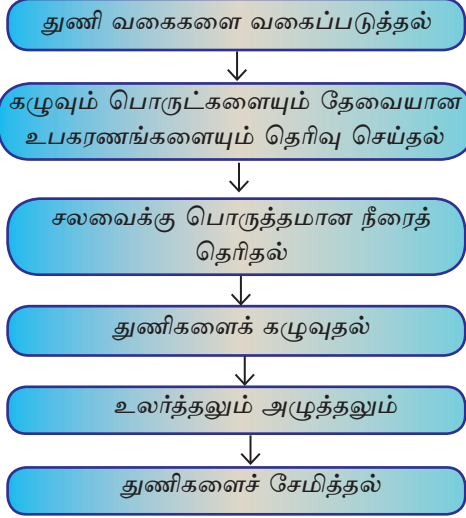 துணி வகைகளை வகைப்படுத்தல்
கழுவும் பொருட்களையும் தேவையான
உபகரணங்களையும் தெரிவு செய்தல்
சலவைக்கு பொருத்தமான நீரைத்
தெரிதல்
துணிகளைக் கழுவுதல்
உலர்த்தலும் அழுத்தலும்
துணிகளைச் சேமித்தல்